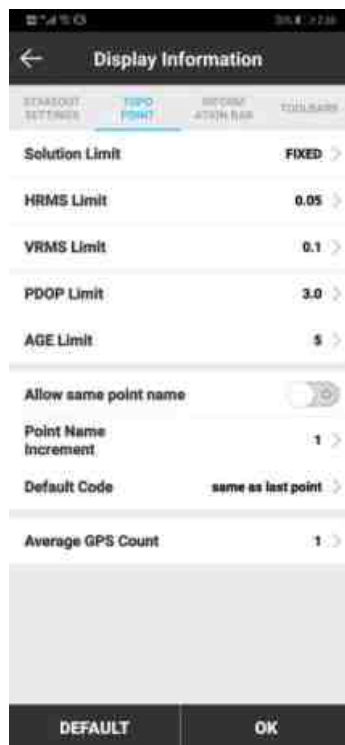 Display Information
STAKEOUT SETTINGS
TOPO POINT
INFORM ATION BAR
TOOLBARS
Solution Limit FIXED
HRMS Limit 0.05
VRMS Limit 0.1
PDOP Limit 3.0
AGE Limit 5
Allow same point name
Point Name
Increment 1
Default Code same as last point
Average GPS Count 1
DEFAULT OK